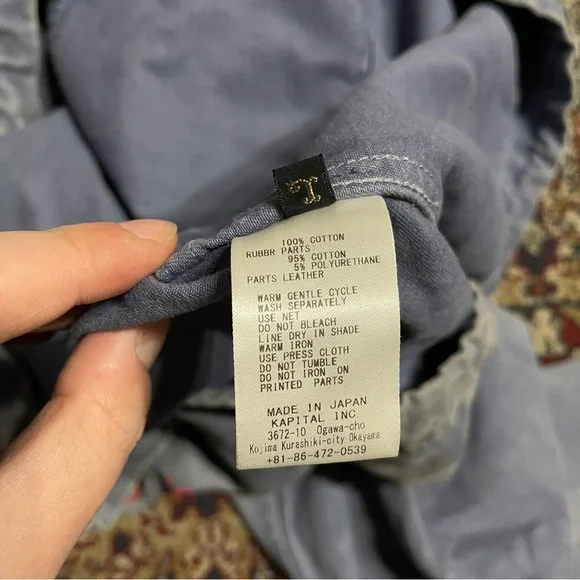 L
100% COTTON
RUBBR PARTS:
95% COTTON
5% POLYURETHANE
PARTS LEATHER
WARM GENTLE CYCLE
WASH SEPARATELY
USE NET
DO NOT BLEACH
LINE DRY IN SHADE
WARM IRON
USE PRESS CLOTH
DO NOT TUMBLE
DO NOT IRON ON
PRINTED PARTS
MADE IN JAPAN
KAPITAL INC
3672-10 Ogawa-cho
Kojima Kurashiki-city Okayama
+81-86-472-0539